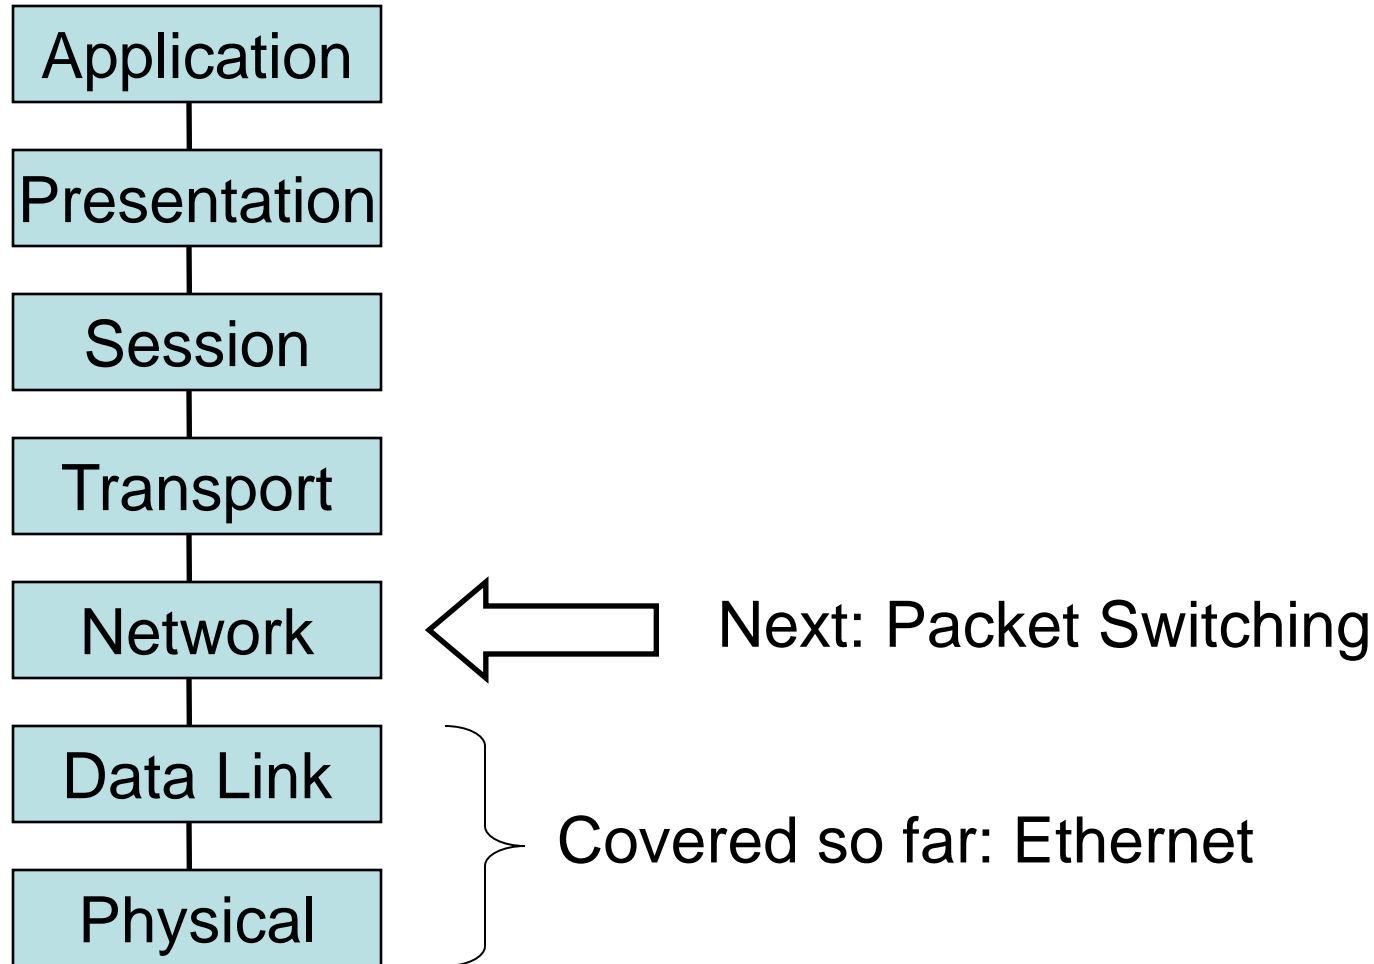 Application
Presentation
Session
Transport
Network
Next: Packet Switching
Data Link
Covered so far: Ethernet
Physical